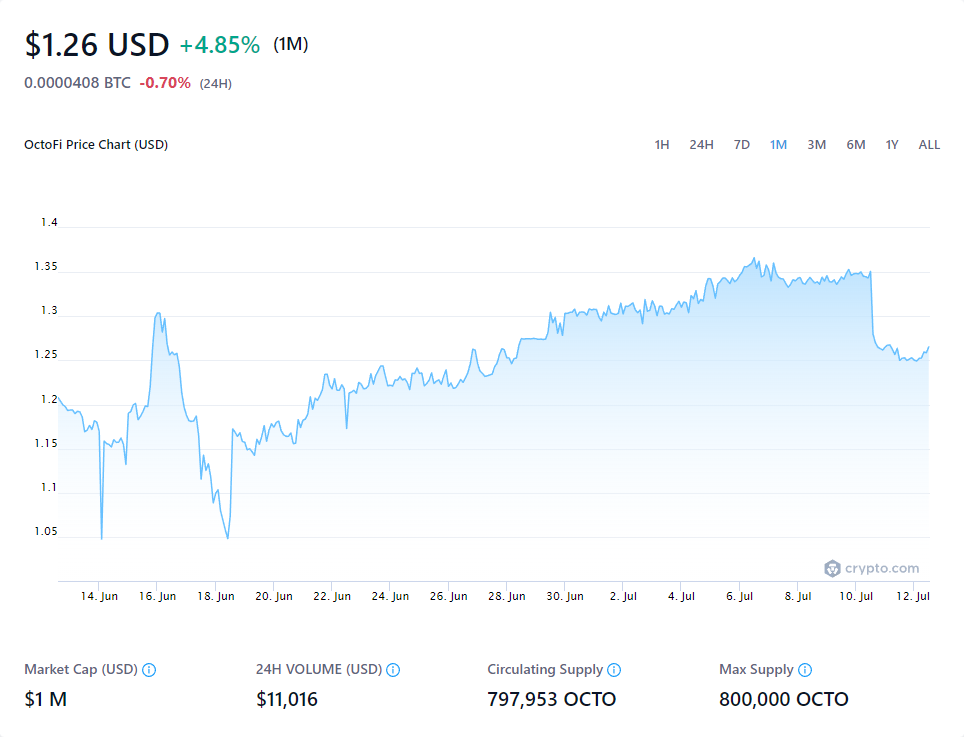 $1.26 USD +4.85% (1M)
0.0000408 BTC -0.70% (24H)
OctoFi Price Chart (USD) 1H 24H 7D 1M 3M 6M 1Y ALL
1.4
1.35
1.3
1.25
1.2
1.15
1.1
1.05
crypto.com
14. Jun 16. Jun 18. Jun 20. Jun 22. Jun 24. Jun 26. Jun 28. Jun 30. Jun 2. Jul 4. Jul 6. Jul 8. Jul 10. Jul 12. Jul
Market Cap (USD) 24H VOLUME (USD) Circulating Supply Max Supply
$1 M $11,016 797,953 OCTO 800,000 OCTO